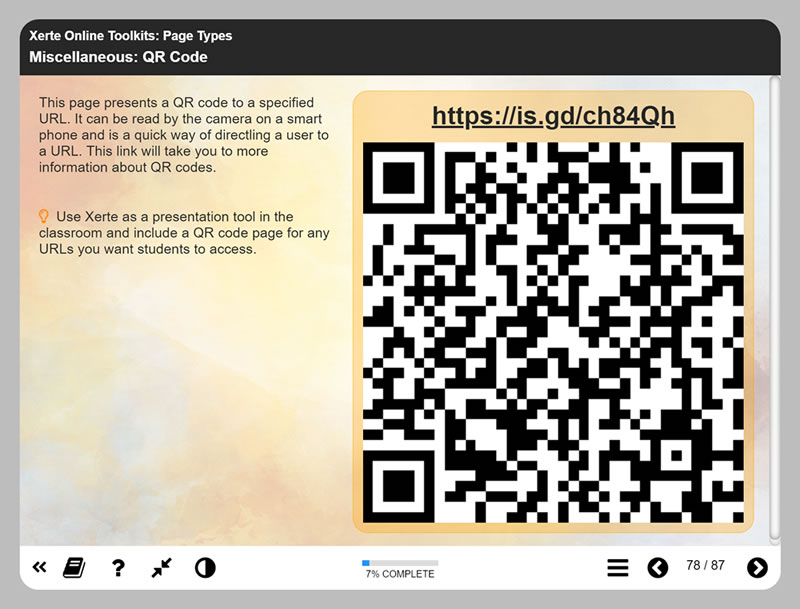 Xerte Online Toolkits: Page Types
Miscellaneous: QR Code
This page presents a QR code to a specified
URL. It can be read by the camera on a smart
phone and is a quick way of directling a user to
a URL. This link will take you to more
information about QR codes.
Use Xerte as a presentation tool in the
classroom and include a QR code page for any
URLs you want students to access.
https://is.gd/ch84Qh
?
7% COMPLETE
78 / 87